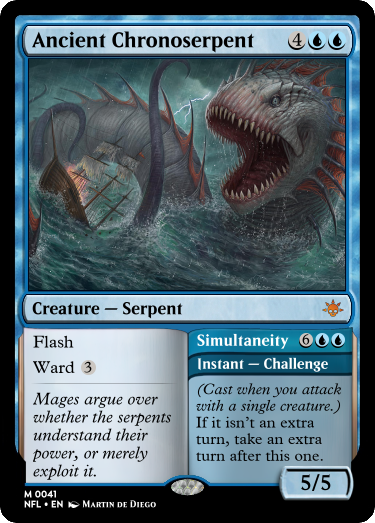 Ancient Chronoserpent 4
Creature — Serpent
Flash
Ward 3
Mages argue over
whether the serpents
understand their
power, or merely
exploit it.
Simultaneity 6
Instant — Challenge
(Cast when you attack
with a single creature.)
If it isn't an extra
turn, take an extra
turn after this one.
5/5
M 0041
NFL • EN Martin de Diego